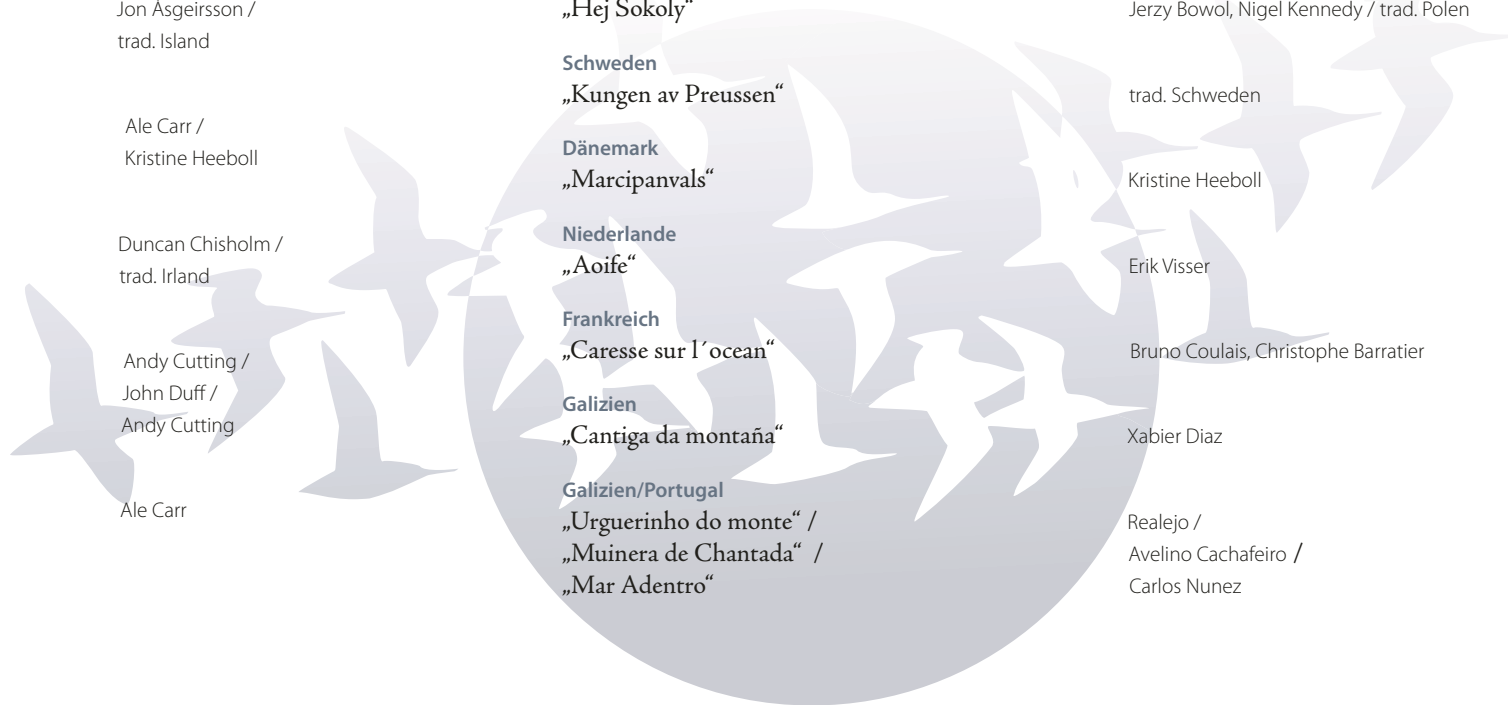 Jon Ásgeirsson /
trad. Island
Ale Carr /
Kristine Heeboll
Duncan Chisholm /
trad. Irland
Andy Cutting /
John Duff /
Andy Cutting
Ale Carr
„Hej Sokoly“
Jerzy Bowol, Nigel Kennedy / trad. Polen
Schweden
„Kungen av Preussen“
trad. Schweden
Dänemark
„Marcipanvals“
Kristine Heeboll
Niederlande
„Aoife“
Erik Visser
Frankreich
„Caresse sur l´ocean“
Bruno Coulais, Christophe Barratier
Galizien
„Cantiga da montaña“
Xabier Diaz
Galizien/Portugal
„Urguerinho do monte“ /
„Muinera de Chantada“ /
„Mar Adentro“
Realejo /
Avelino Cachafeiro /
Carlos Nunez